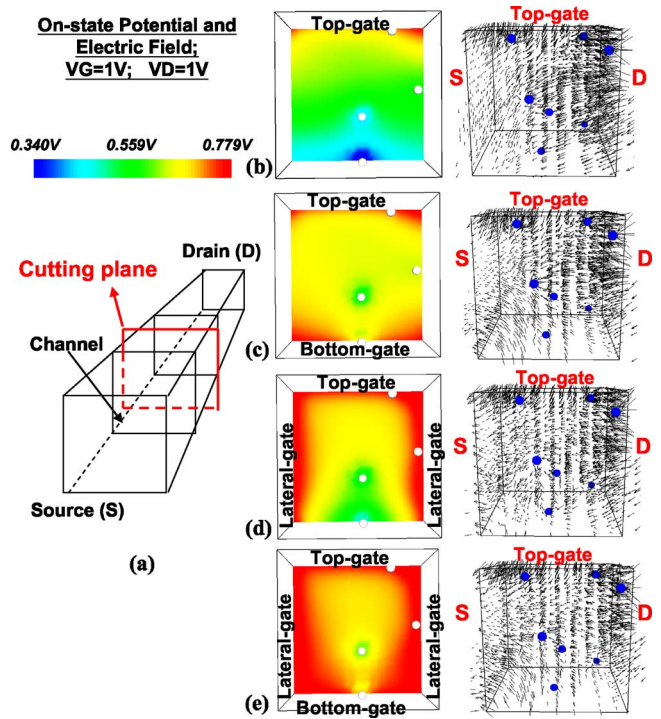 On-state Potential and
Electric Field;
VG=1V; VD=1V
0.340V 0.559V 0.779V
Drain (D)
Cutting plane
Channel
Source (S)
(a)
Top-gate
(b)
Top-gate
S
D
Top-gate
Bottom-gate
(c)
Top-gate
S
D
Top-gate
Lateral-gate
Lateral-gate
(d)
Top-gate
S
D
Top-gate
Lateral-gate
Lateral-gate
Bottom-gate
(e)
Top-gate
S
D